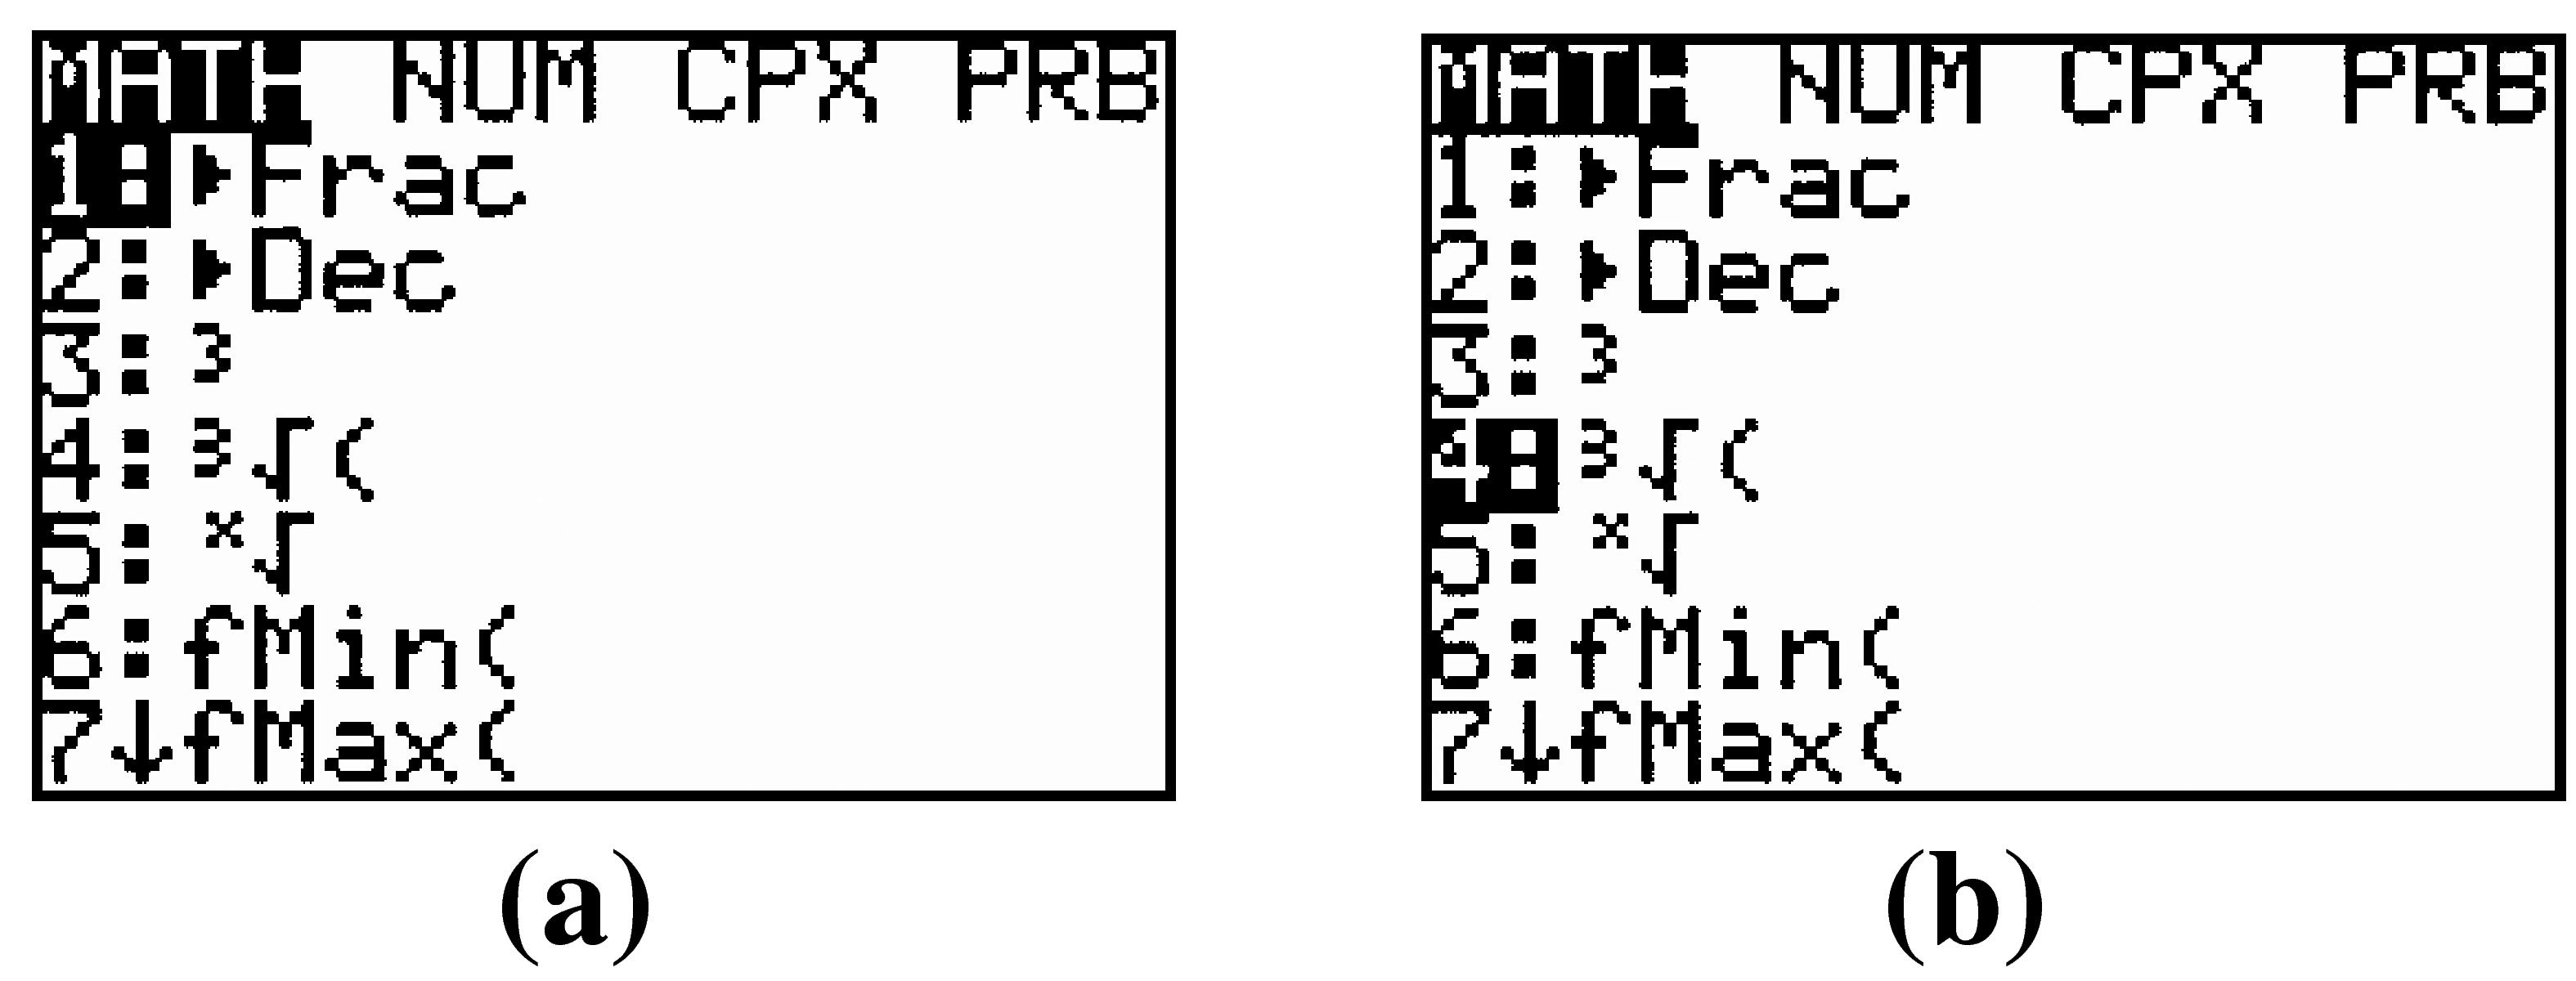 MATH NUM CPX PRB
1:▶Frac
2:▶Dec
3:³
4:³√(
5:ˣ√
6:fMin(
7↓fMax(
(a)
MATH NUM CPX PRB
1:▶Frac
2:▶Dec
3:³
4:³√(
5:ˣ√
6:fMin(
7↓fMax(
(b)